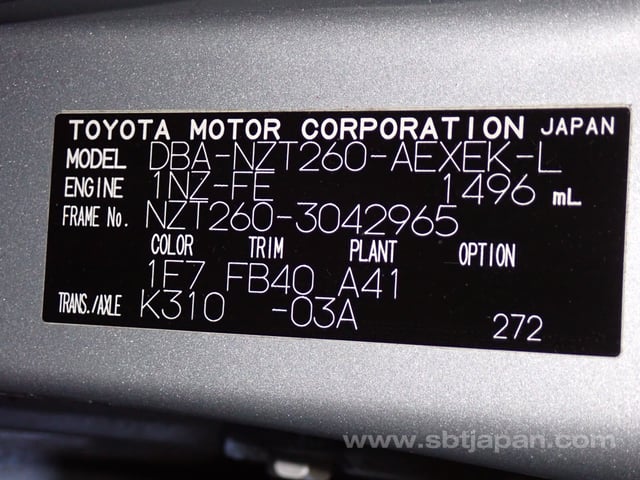 TOYOTA MOTOR CORPORATION JAPAN
MODEL DBA-NZT260-AEXEK-L
ENGINE 1NZ-FE 1496 mL
FRAME No. NZT260-3042965
COLOR TRIM PLANT OPTION
1F7 FB40 A41
TRANS./AXLE K310 -03A
272
www.sbtjapan.com